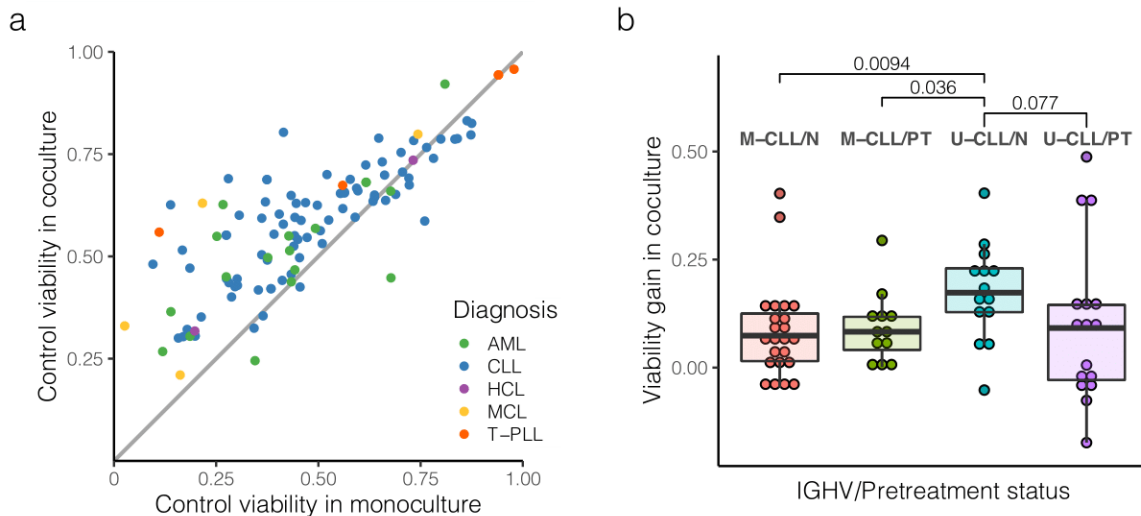 a
Control viability in coculture
1.00
0.75
0.50
0.25
0
0.25
0.50
0.75
1.00
Control viability in monoculture
Diagnosis
AML
CLL
HCL
MCL
T−PLL
b
Viability gain in coculture
0.50
0.25
0.00
0.0094
0.036
0.077
M−CLL/N M−CLL/PT U−CLL/N U−CLL/PT
IGHV/Pretreatment status